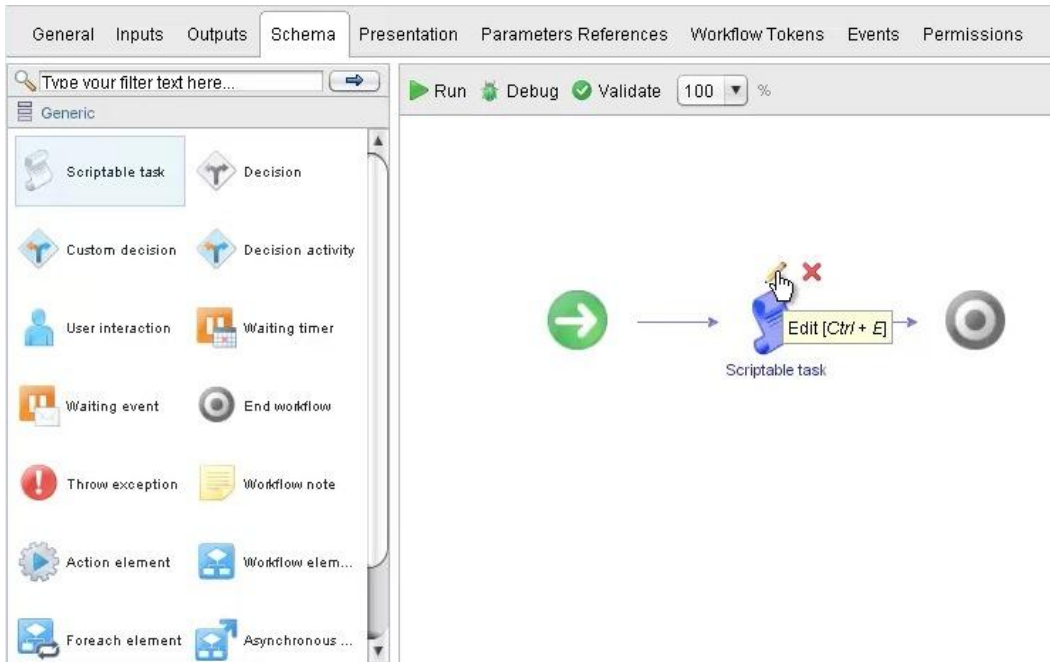 General Inputs Outputs Schema Presentation Parameters References Workflow Tokens Events Permissions
Type your filter text here...
Generic
Run Debug Validate 100 %
Scriptable task
Decision
Custom decision
Decision activity
User interaction
Waiting timer
Waiting event
End workflow
Throw exception
Workflow note
Action element
Workflow elem...
Foreach element
Asynchronous ...
Edit [Ctrl + E]
Scriptable task